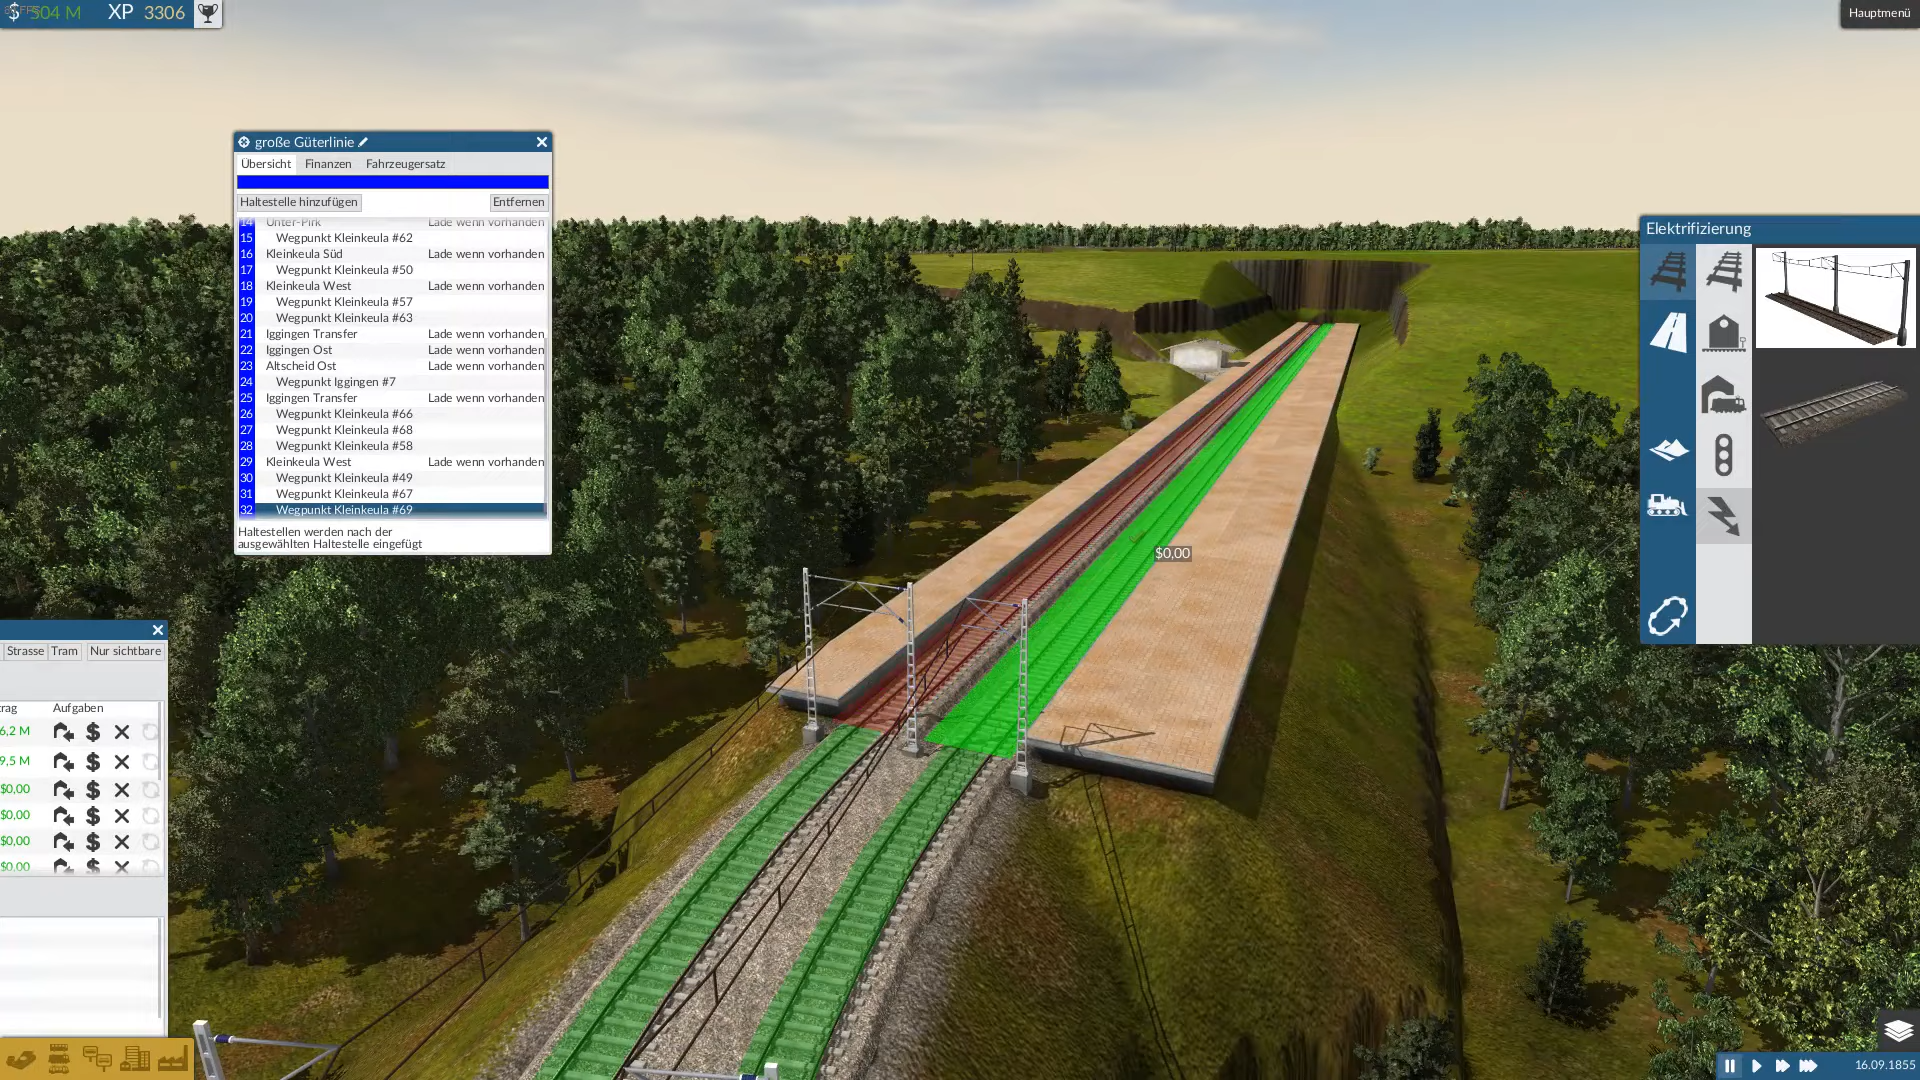 $ 504 M XP 3306
Hauptmenü
große Güterlinie
Übersicht Finanzen Fahrzeugersatz
Haltestelle hinzufügen Entfernen
14 Unter-Pirk Lade wenn vorhanden
15 Wegpunkt Kleinkeula #62
16 Kleinkeula Süd Lade wenn vorhanden
17 Wegpunkt Kleinkeula #50
18 Kleinkeula West Lade wenn vorhanden
19 Wegpunkt Kleinkeula #57
20 Wegpunkt Kleinkeula #63
21 Iggingen Transfer Lade wenn vorhanden
22 Iggingen Ost Lade wenn vorhanden
23 Altscheid Ost Lade wenn vorhanden
24 Wegpunkt Iggingen #7
25 Iggingen Transfer Lade wenn vorhanden
26 Wegpunkt Kleinkeula #66
27 Wegpunkt Kleinkeula #68
28 Wegpunkt Kleinkeula #58
29 Kleinkeula West Lade wenn vorhanden
30 Wegpunkt Kleinkeula #49
31 Wegpunkt Kleinkeula #67
32 Wegpunkt Kleinkeula #69
Haltestellen werden nach der
ausgewählten Haltestelle eingefügt
Elektrifizierung
$0,00
Strasse Tram Nur sichtbare
rag Aufgaben
6,2 M
9,5 M
$0,00
$0,00
$0,00
$0,00
16.09.1855